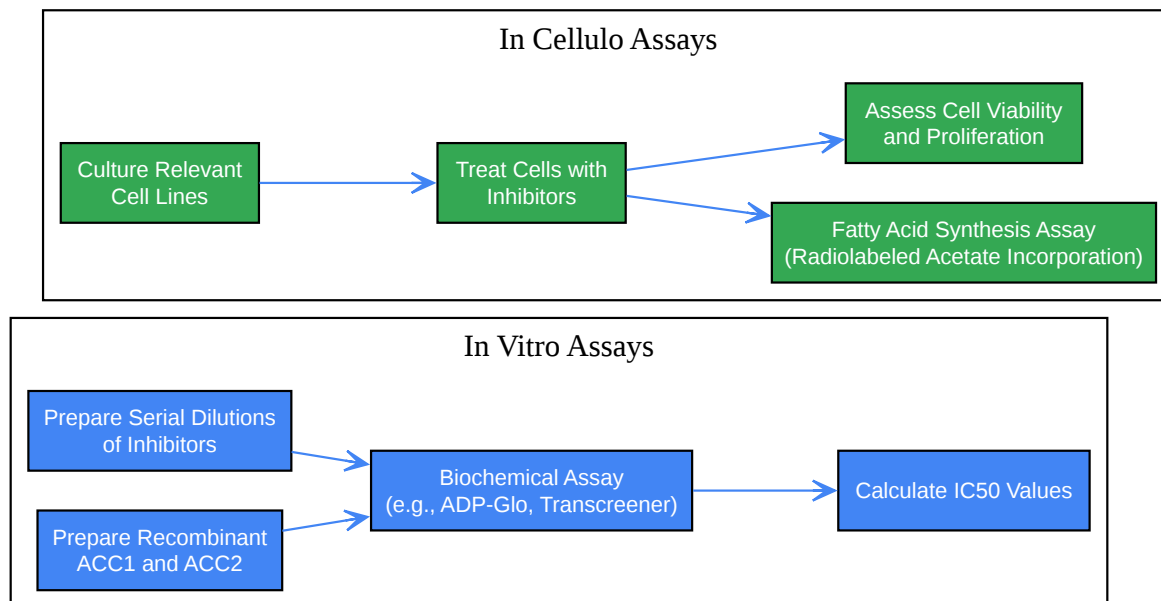 In Cellulo Assays
Culture Relevant
Cell Lines
Treat Cells with
Inhibitors
Assess Cell Viability
and Proliferation
Fatty Acid Synthesis Assay
(Radiolabeled Acetate Incorporation)
In Vitro Assays
Prepare Serial Dilutions
of Inhibitors
Prepare Recombinant
ACC1 and ACC2
Biochemical Assay
(e.g., ADP-Glo, Transcreener)
Calculate IC50 Values